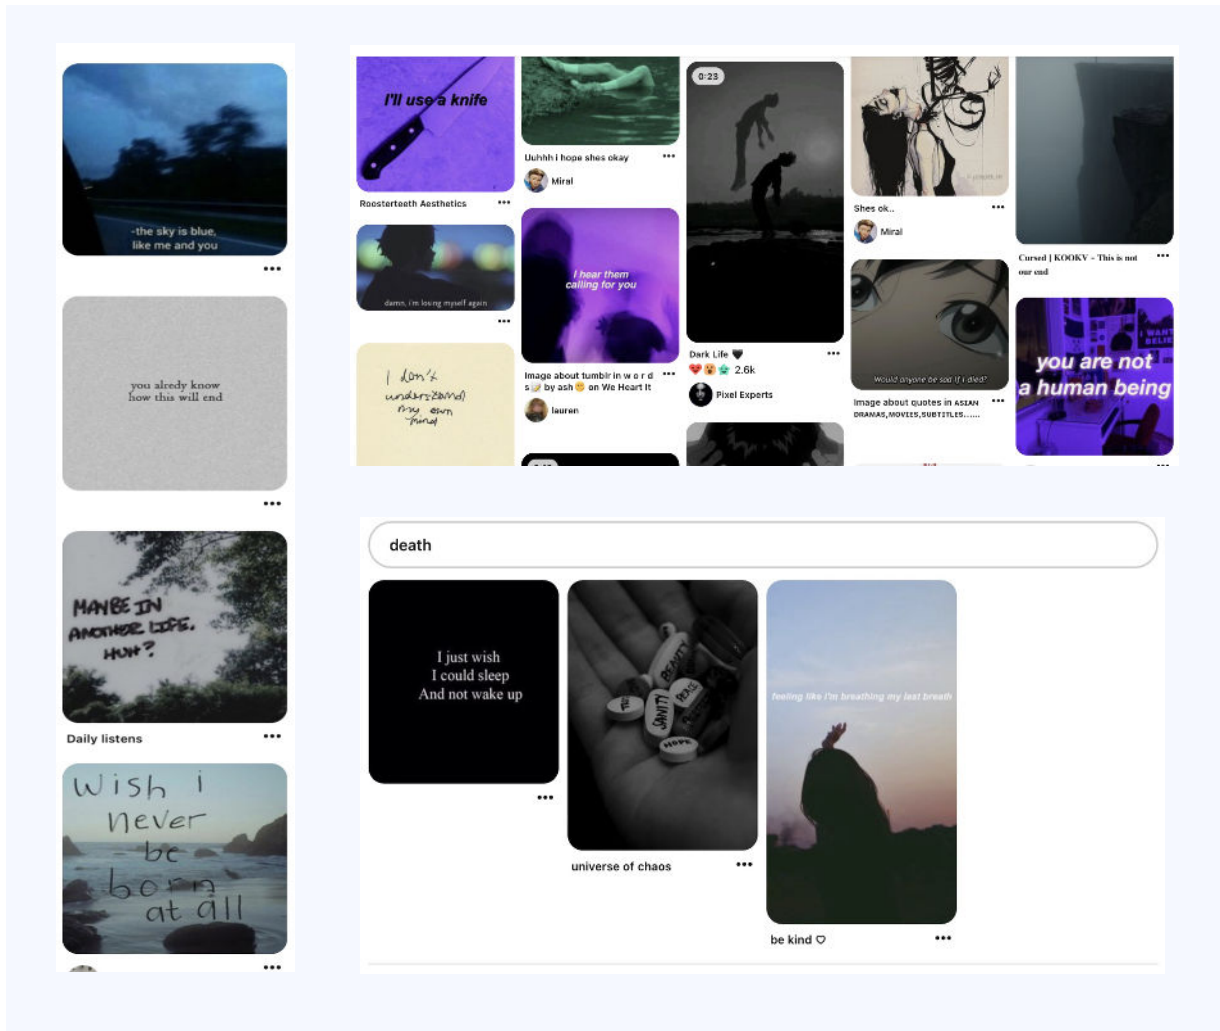 -the sky is blue,
like me and you
you alredy know
how this will end
MAYBE IN
ANOTHER LIFE.
HUH?
Daily listens
Wish i
never
be
born
at all
I'll use a knife
Roosterteeth Aesthetics
damn, i'm losing myself again
I don't
understand
my own
mind
Uuhhh i hope shes okay
Miral
I hear them
calling for you
Image about tumblr in w o r d
s📝 by ash✊ on We Heart It
lauren
0:23
Dark Life 🖤
2.6k
Pixel Experts
Shes ok..
Miral
Would anyone be sad if I died?
Image about quotes in ASIAN
DRAMAS,MOVIES,SUBTITLES......
Cursed | KOOKV - This is not
our end
I WANT
BELIE
you are not
a human being
death
I just wish
I could sleep
And not wake up
BEAUTY
PEACE
SANITY
HOPE
universe of chaos
feeling like i'm breathing my last breath
be kind ♡